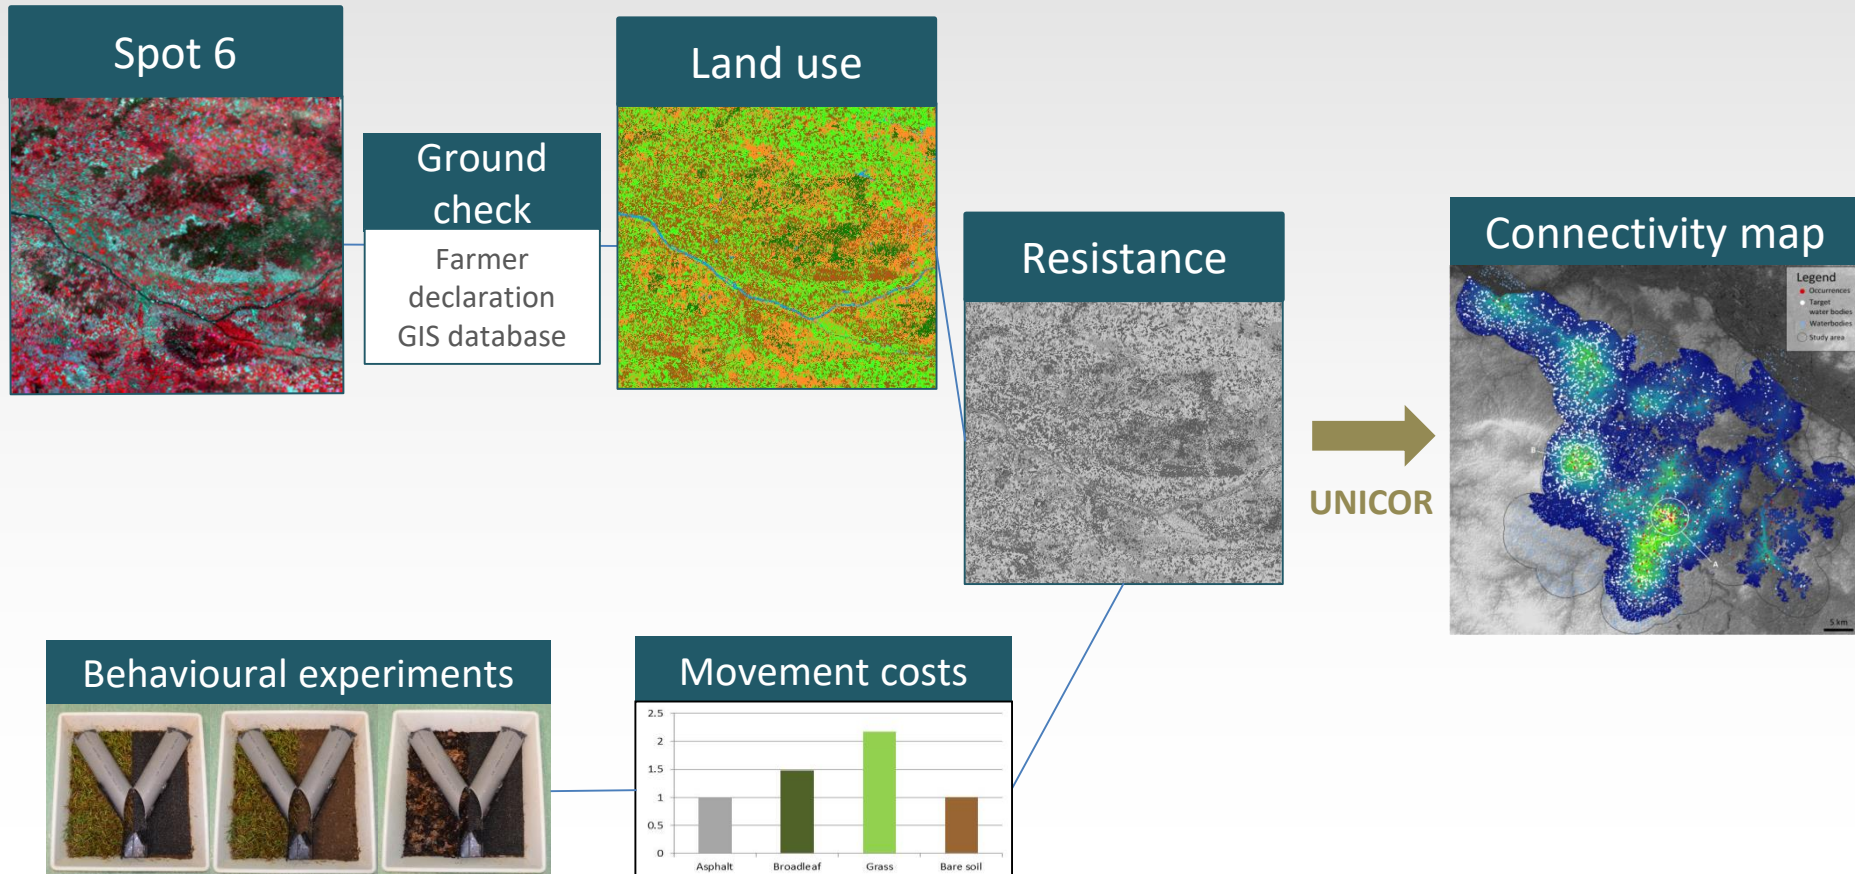 Spot 6
Ground
check
Farmer
declaration
GIS database
Land use
Resistance
UNICOR
Connectivity map
Legend
Occurrences
Target
water bodies
Waterbodies
Study area
B
A
5 km
Behavioural experiments
Movement costs
2.5
2
1.5
1
0.5
0
Asphalt
Broadleaf
Grass
Bare soil